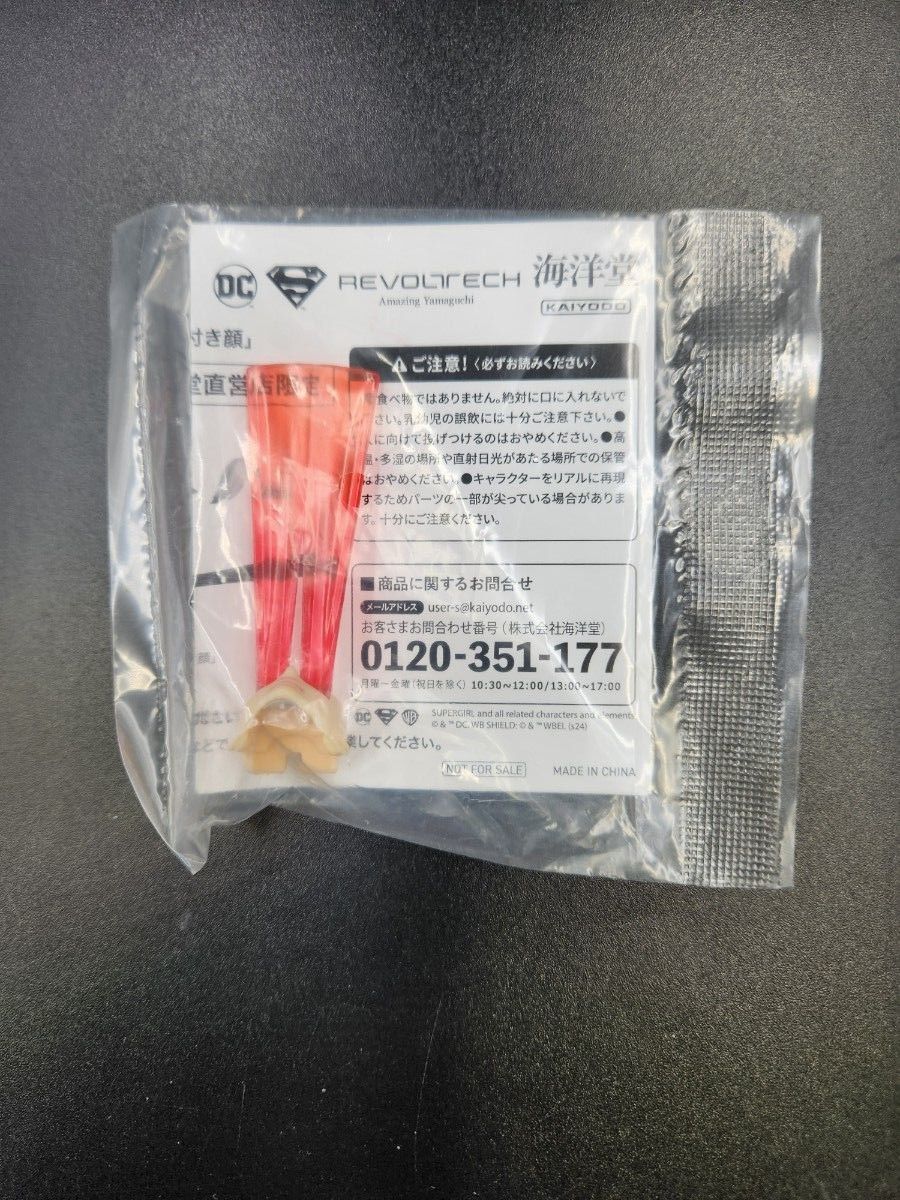 DC S REVOLTECH 海洋堂
Amazing Yamaguchi
KAIYODO
付き顔」
堂直営店限定
ご注意!〈必ずお読みください〉
食べ物ではありません。絶対に口に入れないで
さい。乳幼児の誤飲には十分ご注意下さい。●
人に向けて投げつけるのはおやめください。●高
温・多湿の場所や直射日光があたる場所での保管
はおやめください。●キャラクターをリアルに再現
するためパーツの一部が尖っている場合がありま
す。十分にご注意ください。
■商品に関するお問合せ
メールアドレス user-s@kaiyodo.net
お客さまお問合わせ番号(株式会社海洋堂)
0120-351-177
月曜~金曜(祝日を除く) 10:30~12:00/13:00~17:00
顔」
DC S WB SUPERGIRL and all related characters and elements
© & ™ DC. WB SHIELD: © & ™ WBEI. (s24)
ださい
してください。
NOT FOR SALE MADE IN CHINA